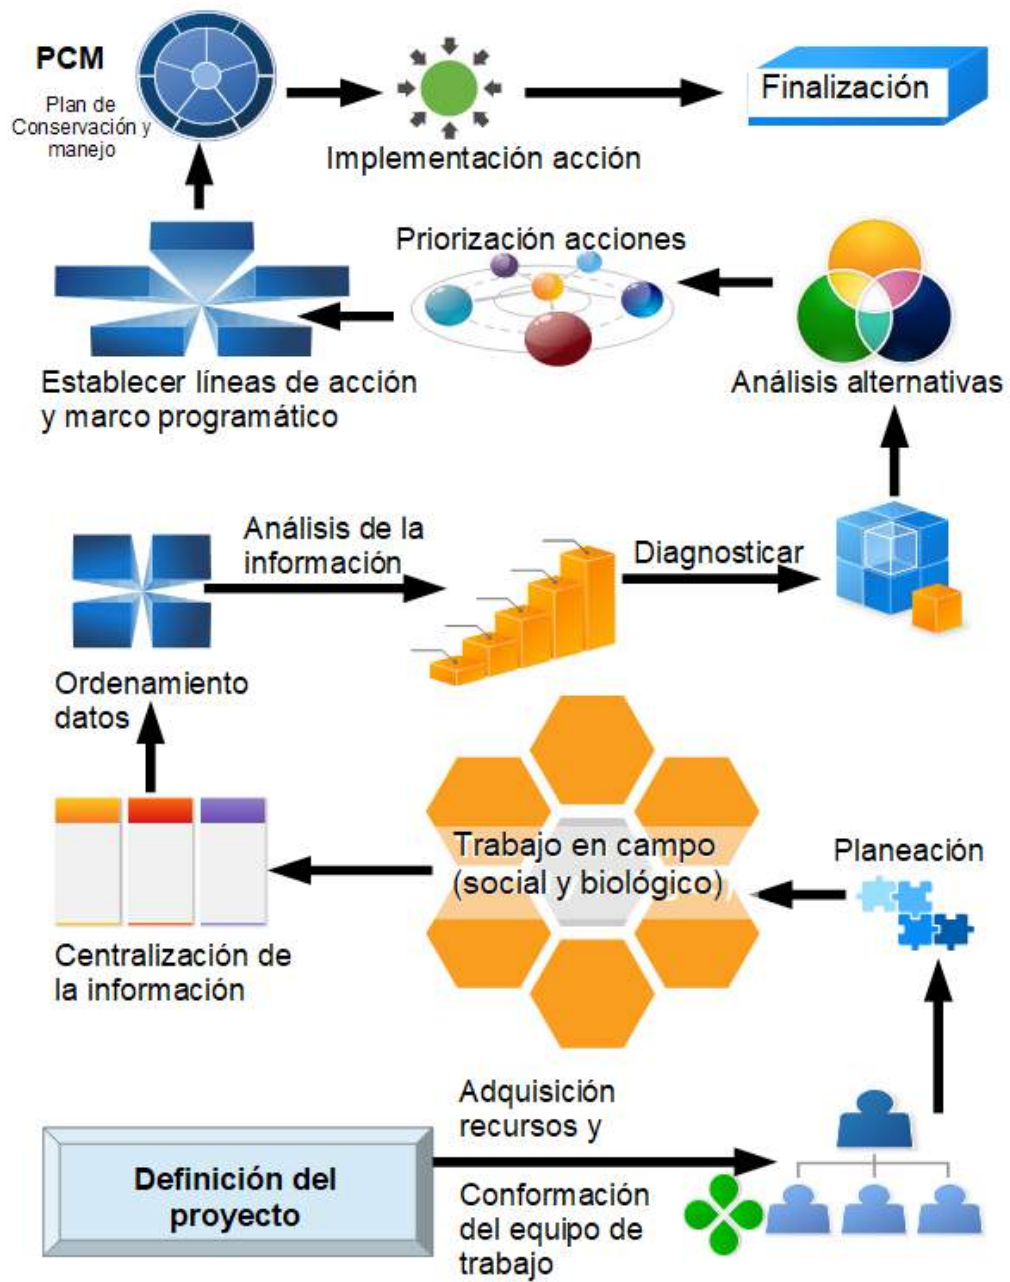 PCM
Plan de
Conservación y
manejo
Implementación acción
Finalización
Priorización acciones
Establecer líneas de acción
y marco programático
Análisis alternativas
Análisis de la
información
Diagnosticar
Ordenamiento
datos
Trabajo en campo
(social y biológico)
Planeación
Centralización de
la información
Adquisición
recursos y
Definición del
proyecto
Conformación
del equipo de
trabajo